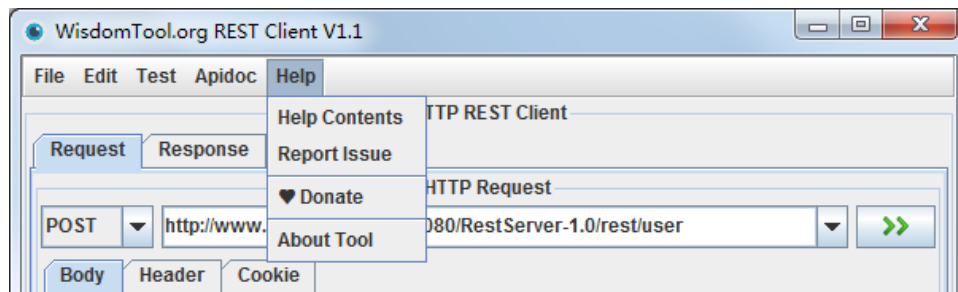 WisdomTool.org REST Client V1.1
File Edit Test Apidoc Help
Help Contents
Report Issue
♥ Donate
About Tool
TTP REST Client
Request Response
HTTP Request
POST http://www. 080/RestServer-1.0/rest/user >>
Body Header Cookie